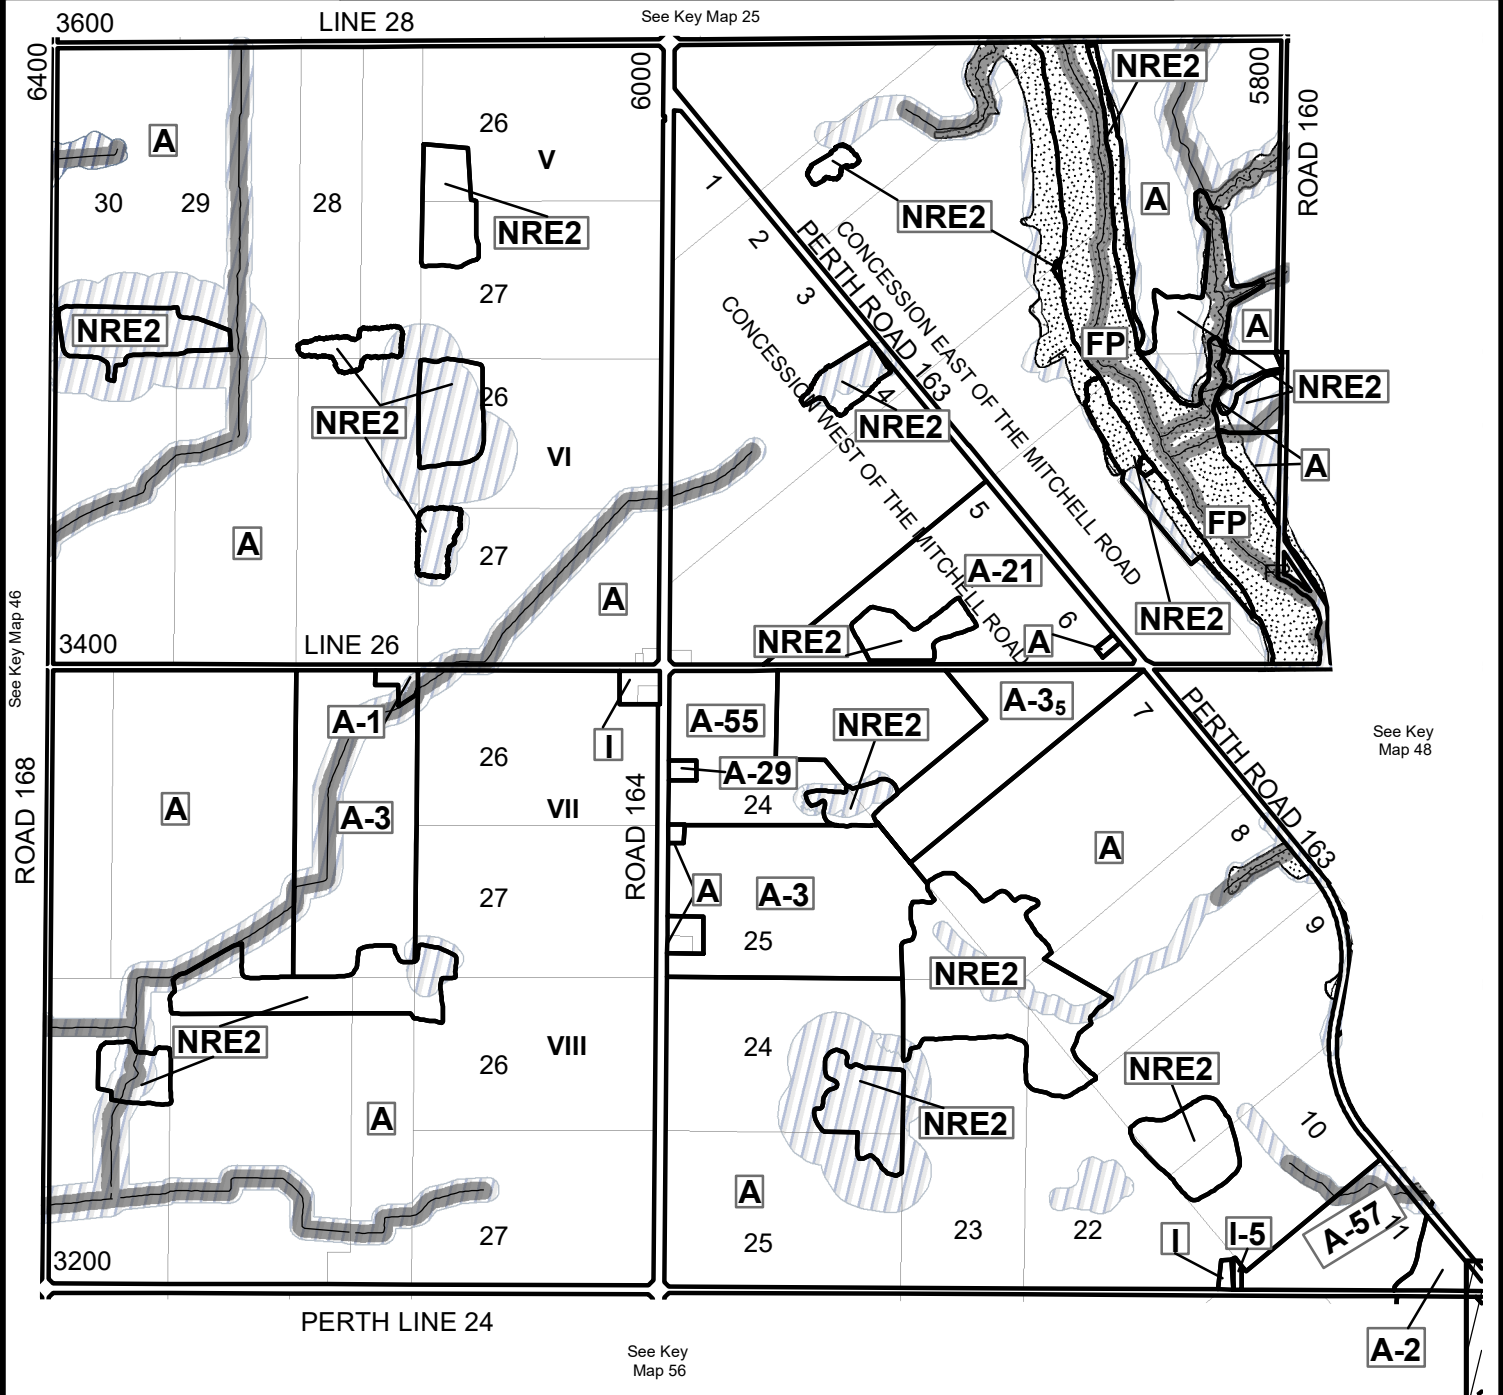 3600
LINE 28
See Key Map 25
6400
6000
5800
ROAD 160
NRE2
A
26
V
30
29
28
NRE2
27
NRE2
A
1
2
3
PERTH ROAD 163
CONCESSION EAST OF THE MITCHELL ROAD
CONCESSION WEST OF THE MITCHELL ROAD
NRE2
NRE2
26
VI
4
NRE2
FP
A
NRE2
A
FP
A
27
A
5
A-21
6
NRE2
A
NRE2
See Key Map 46
3400
LINE 26
ROAD 168
A-1
I
A-55
NRE2
A-3₅
7
PERTH ROAD 163
See Key
Map 48
26
VII
A-29
24
A
A-3
ROAD 164
A
8
27
A
A-3
25
9
NRE2
NRE2
26
VIII
24
NRE2
NRE2
A
10
A
27
25
23
22
I
I-5
A-57
11
3200
PERTH LINE 24
A-2
See Key
Map 56